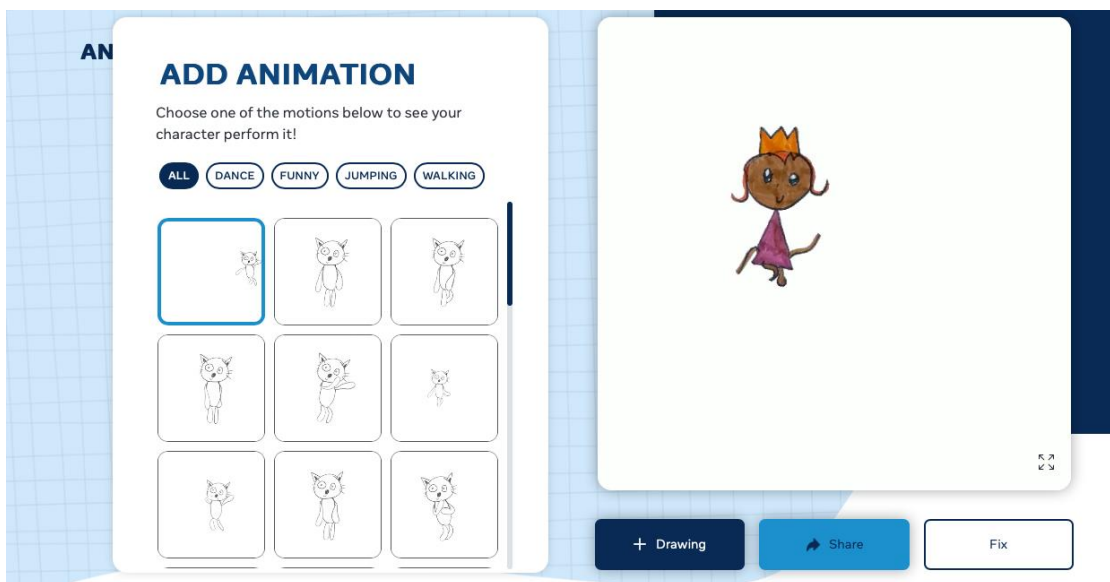 AN
ADD ANIMATION
Choose one of the motions below to see your
character perform it!
ALL DANCE FUNNY JUMPING WALKING
+ Drawing
Share
Fix